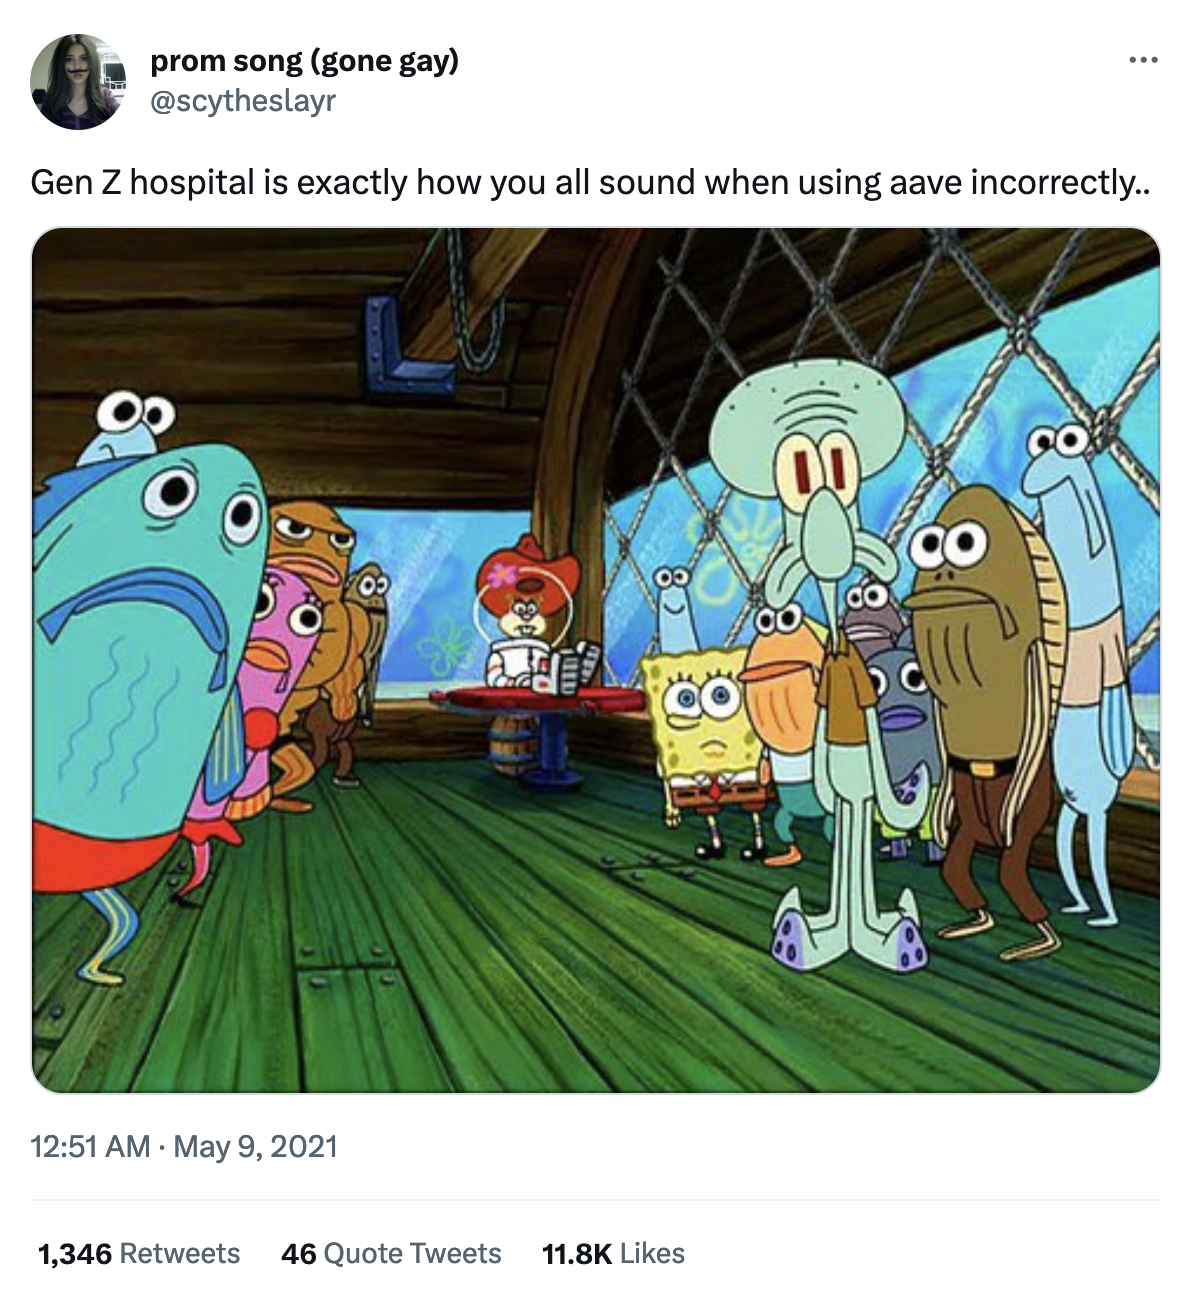 prom song (gone gay)
@scytheslayr
Gen Z hospital is exactly how you all sound when using aave incorrectly..
12:51 AM · May 9, 2021
1,346 Retweets 46 Quote Tweets 11.8K Likes